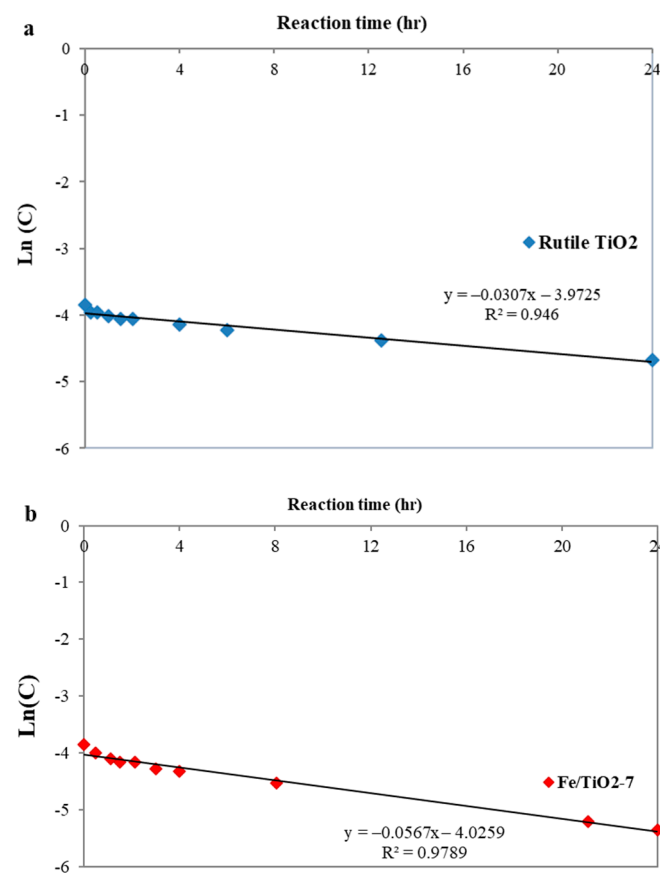 a
Reaction time (hr)
0
0 4 8 12 16 20 24
-1
-2
-3
-4
-5
-6
Ln (C)
Rutile TiO2
y = –0.0307x – 3.9725
R² = 0.946
b
Reaction time (hr)
0
0 4 8 12 16 20 24
-1
-2
-3
-4
-5
-6
Ln(C)
Fe/TiO2-7
y = –0.0567x – 4.0259
R² = 0.9789